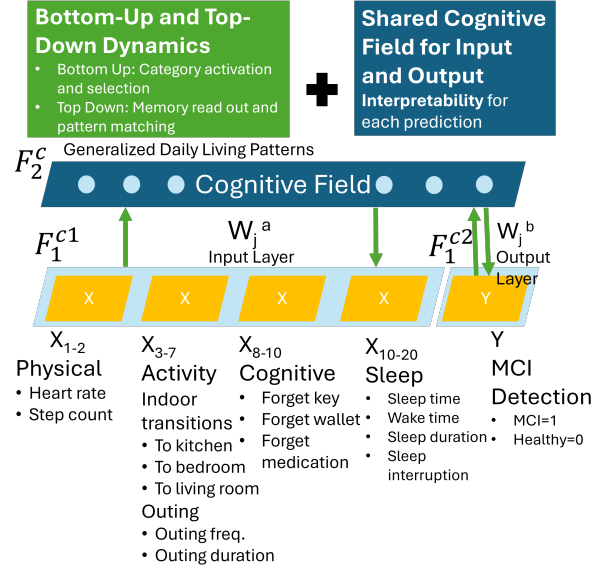 Bottom-Up and Top-
Down Dynamics
• Bottom Up: Category activation
and selection
• Top Down: Memory read out and
pattern matching
Shared Cognitive
Field for Input
and Output
Interpretability for
each prediction
F₂ᶜ
Generalized Daily Living Patterns
Cognitive Field
F₁ᶜ¹
Wⱼᵃ
Input Layer
F₁ᶜ²
Wⱼᵇ
Output
Layer
X
X
X
X
Y
X₁₋₂
Physical
• Heart rate
• Step count
X₃₋₇
Activity
Indoor
transitions
• To kitchen
• To bedroom
• To living room
Outing
• Outing freq.
• Outing duration
X₈₋₁₀
Cognitive
• Forget key
• Forget wallet
• Forget
medication
X₁₀₋₂₀
Sleep
• Sleep time
• Wake time
• Sleep duration
• Sleep
interruption
Y
MCI
Detection
• MCI=1
• Healthy=0